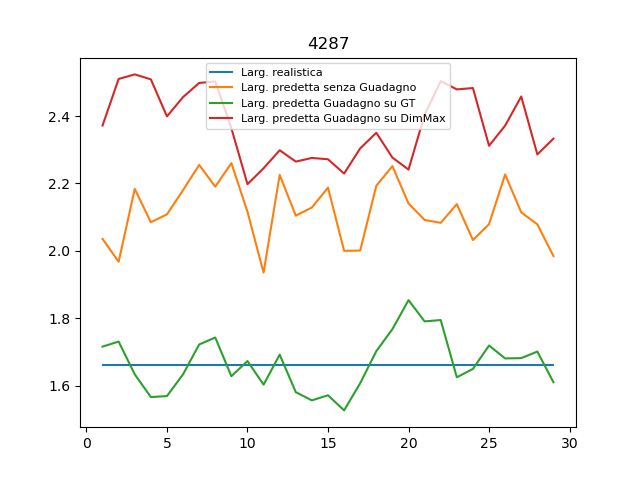 4287
Larg. realistica
Larg. predetta senza Guadagno
Larg. predetta Guadagno su GT
Larg. predetta Guadagno su DimMax
2.4
2.2
2.0
1.8
1.6
0 5 10 15 20 25 30